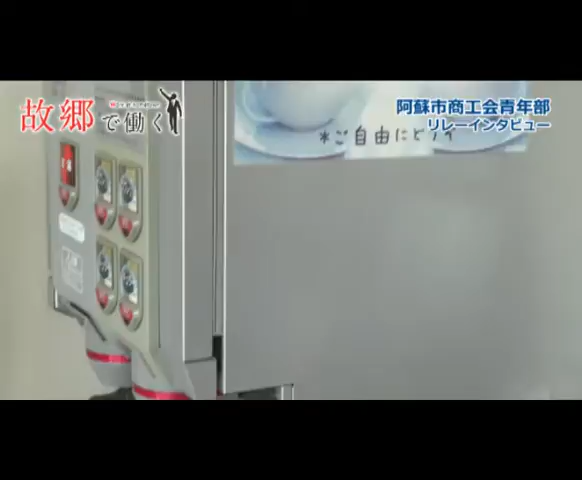 故郷で働く
阿蘇市商工会青年部
リレーインタビュー
*ご自由にどうぞ